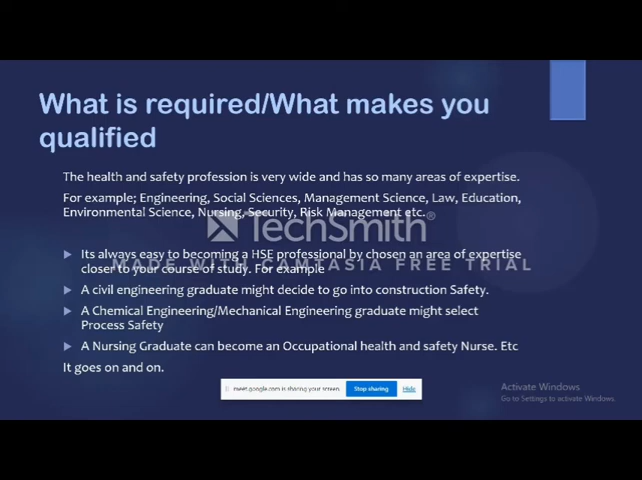 What is required/What makes you
qualified
The health and safety profession is very wide and has so many areas of expertise.
For example; Engineering, Social Sciences, Management Science, Law, Education,
Environmental Science, Nursing, Security, Risk Management etc.
TechSmith®
Its always easy to becoming a HSE professional by chosen an area of expertise
MADE WITH CAMTASIA FREE TRIAL
closer to your course of study. For example
A civil engineering graduate might decide to go into construction Safety.
A Chemical Engineering/Mechanical Engineering graduate might select
Process Safety
A Nursing Graduate can become an Occupational health and safety Nurse. Etc
It goes on and on.
meet.google.com is sharing your screen. Stop sharing Hide
Activate Windows
Go to Settings to activate Windows.